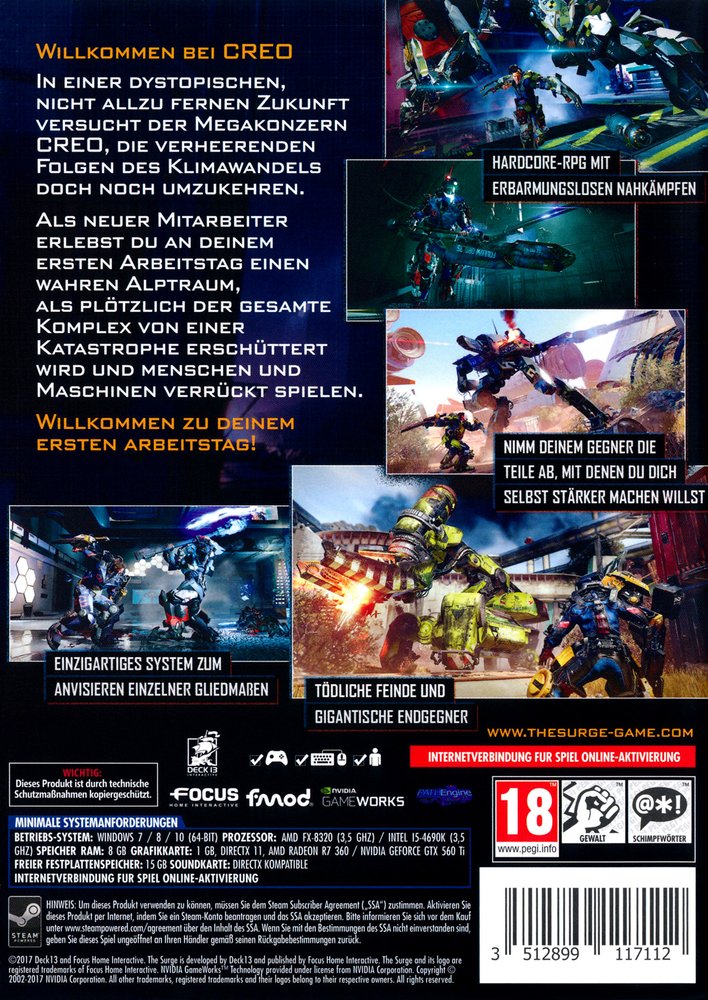 WILLKOMMEN BEI CREO
IN EINER DYSTOPISCHEN,
NICHT ALLZU FERNEN ZUKUNFT
VERSUCHT DER MEGAKONZERN
CREO, DIE VERHEERENDEN
FOLGEN DES KLIMAWANDELS
DOCH NOCH UMZUKEHREN.
ALS NEUER MITARBEITER
ERLEBST DU AN DEINEM
ERSTEN ARBEITSTAG EINEN
WAHREN ALPTRAUM,
ALS PLÖTZLICH DER GESAMTE
KOMPLEX VON EINER
KATASTROPHE ERSCHÜTTERT
WIRD UND MENSCHEN UND
MASCHINEN VERRÜCKT SPIELEN.
WILLKOMMEN ZU DEINEM
ERSTEN ARBEITSTAG!
HARDCORE-RPG MIT
ERBARMUNGSLOSEN NAHKÄMPFEN
NIMM DEINEM GEGNER DIE
TEILE AB, MIT DENEN DU DICH
SELBST STÄRKER MACHEN WILLST
EINZIGARTIGES SYSTEM ZUM
ANVISIEREN EINZELNER GLIEDMAßEN
TÖDLICHE FEINDE UND
GIGANTISCHE ENDGEGNER
WWW.THESURGE-GAME.COM
DECK 13
INTERACTIVE
INTERNETVERBINDUNG FUR SPIEL ONLINE-AKTIVIERUNG
WICHTIG:
Dieses Produkt ist durch technische
Schutzmaßnahmen kopiergeschützt.
FOCUS
HOME INTERACTIVE
fmod
NVIDIA
GAMEWORKS
PATHEngine
MINIMALE SYSTEMANFORDERUNGEN
BETRIEBS-SYSTEM: WINDOWS 7 / 8 / 10 (64-BIT) PROZESSOR: AMD FX-8320 (3,5 GHZ) / INTEL I5-4690K (3,5
GHZ) SPEICHER RAM: 8 GB GRAFIKKARTE: 1 GB, DIRECTX 11, AMD RADEON R7 360 / NVIDIA GEFORCE GTX 560 Ti
FREIER FESTPLATTENSPEICHER: 15 GB SOUNDKARTE: DIRECTX KOMPATIBLE
INTERNETVERBINDUNG FÜR SPIEL ONLINE-AKTIVIERUNG
18
www.pegi.info
GEWALT
@*!
SCHIMPFWÖRTER
STEAM
POWERED
HINWEIS: Um dieses Produkt verwenden zu können, müssen Sie dem Steam Subscriber Agreement („SSA") zustimmen. Aktivieren Sie
dieses Produkt per Internet, indem Sie ein Steam-Konto beantragen und das SSA akzeptieren. Bitte informieren Sie sich vor dem Kauf
unter www.steampowered.com/agreement über den Inhalt des SSA. Wenn Sie mit den Bestimmungen des SSA nicht einverstanden sind,
geben Sie dieses Spiel ungeöffnet an Ihren Händler gemäß seinen Rückgabebestimmungen zurück.
©2017 Deck13 and Focus Home Interactive. The Surge is developed by Deck13 and published by Focus Home Interactive. The Surge and its logo are
registered trademarks of Focus Home Interactive. NVIDIA GameWorks™ Technology provided under license from NVIDIA Corporation. Copyright ©
2002-2017 NVIDIA Corporation. All other trademarks, registered trademarks and their logos belong to their respective owners. All rights reserved.
3 512899 117112